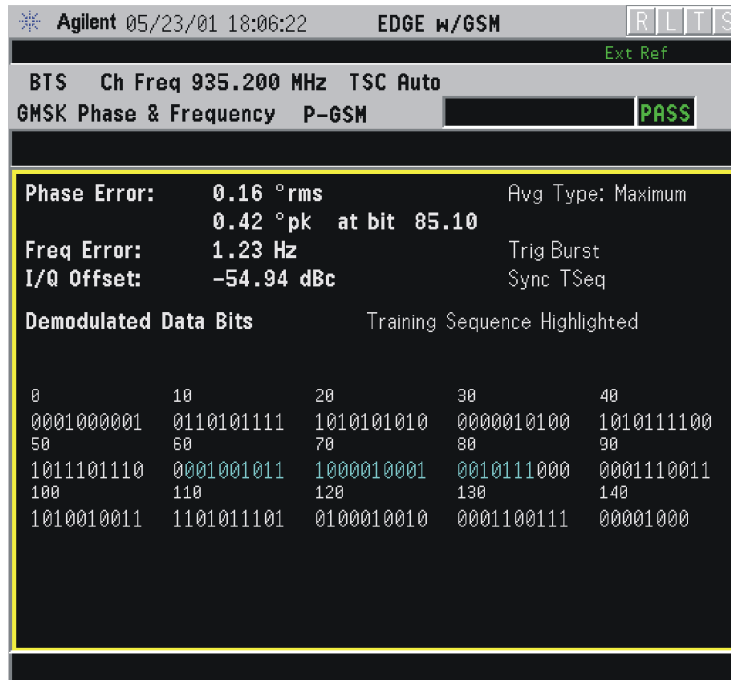 Agilent 05/23/01 18:06:22 EDGE w/GSM R L T S
Ext Ref
BTS Ch Freq 935.200 MHz TSC Auto
GMSK Phase & Frequency P-GSM PASS
Phase Error: 0.16 °rms Avg Type: Maximum
0.42 °pk at bit 85.10
Freq Error: 1.23 Hz Trig Burst
I/Q Offset: -54.94 dBc Sync TSeq
Demodulated Data Bits Training Sequence Highlighted
0 10 20 30 40
0001000001 0110101111 1010101010 0000010100 1010111100
50 60 70 80 90
1011101110 0001001011 1000010001 0010111000 0001110011
100 110 120 130 140
1010010011 1101011101 0100010010 0001100111 00001000